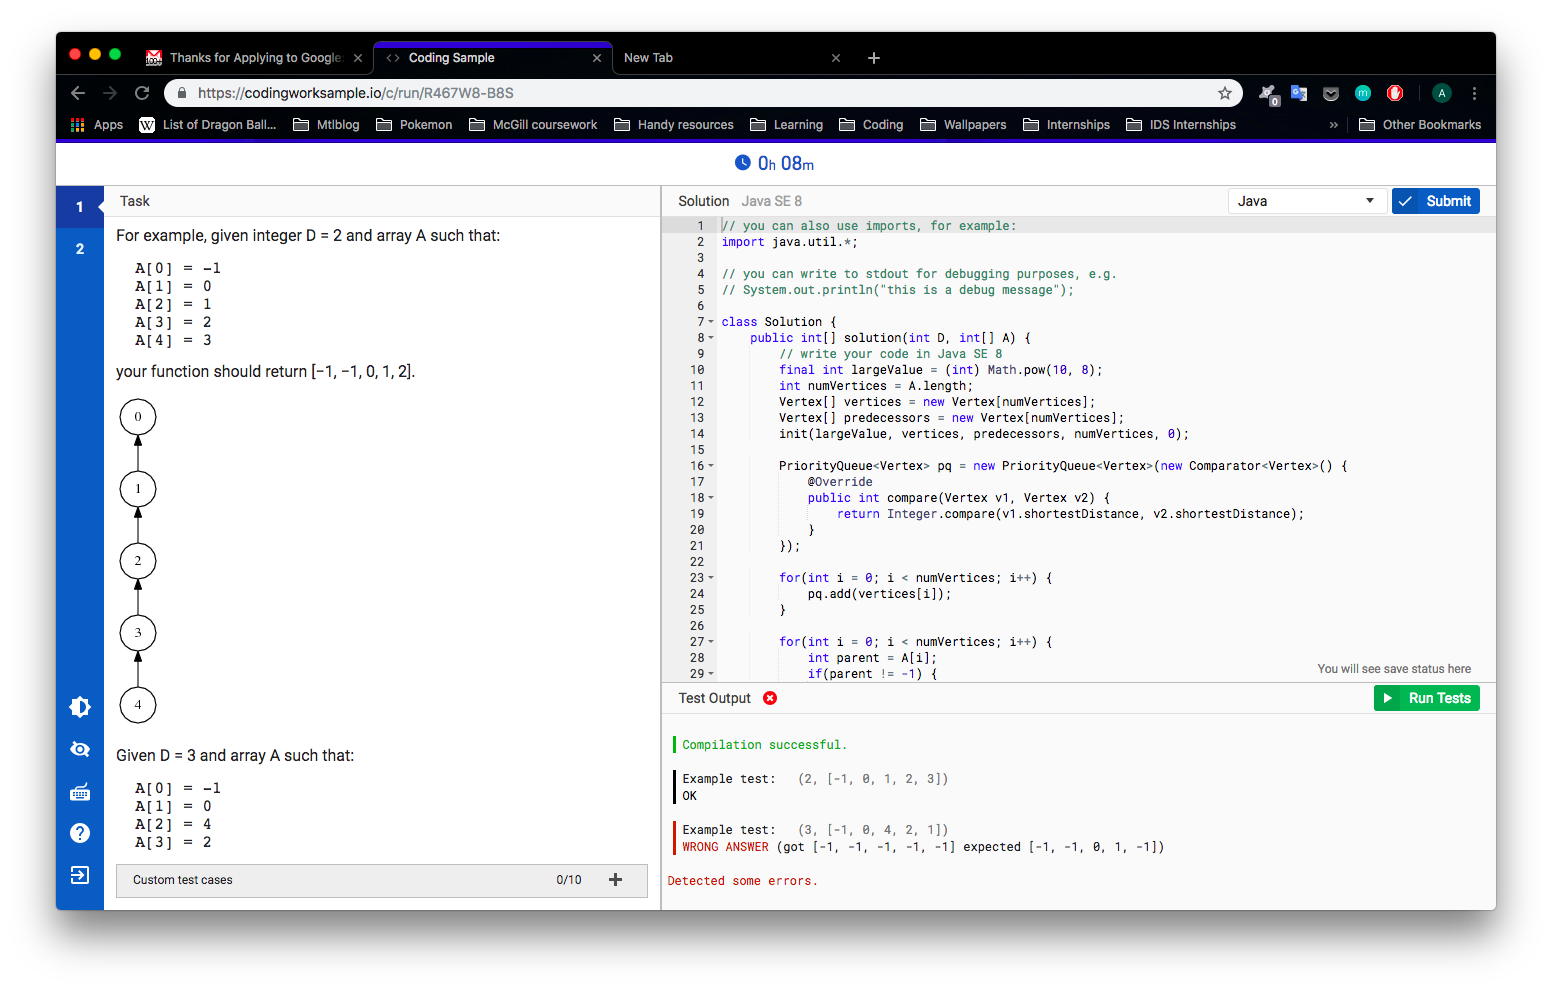 Thanks for Applying to Google
Coding Sample
New Tab
https://codingworksample.io/c/run/R467W8-B8S
0
m
A
Apps
W
List of Dragon Ball...
Mtlblog
Pokemon
McGill coursework
Handy resources
Learning
Coding
Wallpapers
Internships
IDS Internships
»
Other Bookmarks
0h 08m
1
2
Task
For example, given integer D = 2 and array A such that:
A[0] = -1
A[1] = 0
A[2] = 1
A[3] = 2
A[4] = 3
your function should return [-1, -1, 0, 1, 2].
0
1
2
3
4
Given D = 3 and array A such that:
A[0] = -1
A[1] = 0
A[2] = 4
A[3] = 2
Custom test cases 0/10 +
Solution Java SE 8
Java
Submit
1 // you can also use imports, for example:
2 import java.util.*;
3
4 // you can write to stdout for debugging purposes, e.g.
5 // System.out.println("this is a debug message");
6
7 class Solution {
8 public int[] solution(int D, int[] A) {
9 // write your code in Java SE 8
10 final int largeValue = (int) Math.pow(10, 8);
11 int numVertices = A.length;
12 Vertex[] vertices = new Vertex[numVertices];
13 Vertex[] predecessors = new Vertex[numVertices];
14 init(largeValue, vertices, predecessors, numVertices, 0);
15
16 PriorityQueue<Vertex> pq = new PriorityQueue<Vertex>(new Comparator<Vertex>() {
17 @Override
18 public int compare(Vertex v1, Vertex v2) {
19 return Integer.compare(v1.shortestDistance, v2.shortestDistance);
20 }
21 });
22
23 for(int i = 0; i < numVertices; i++) {
24 pq.add(vertices[i]);
25 }
26
27 for(int i = 0; i < numVertices; i++) {
28 int parent = A[i];
29 if(parent != -1) {
You will see save status here
Test Output
Run Tests
Compilation successful.
Example test: (2, [-1, 0, 1, 2, 3])
OK
Example test: (3, [-1, 0, 4, 2, 1])
WRONG ANSWER (got [-1, -1, -1, -1, -1] expected [-1, -1, 0, 1, -1])
Detected some errors.